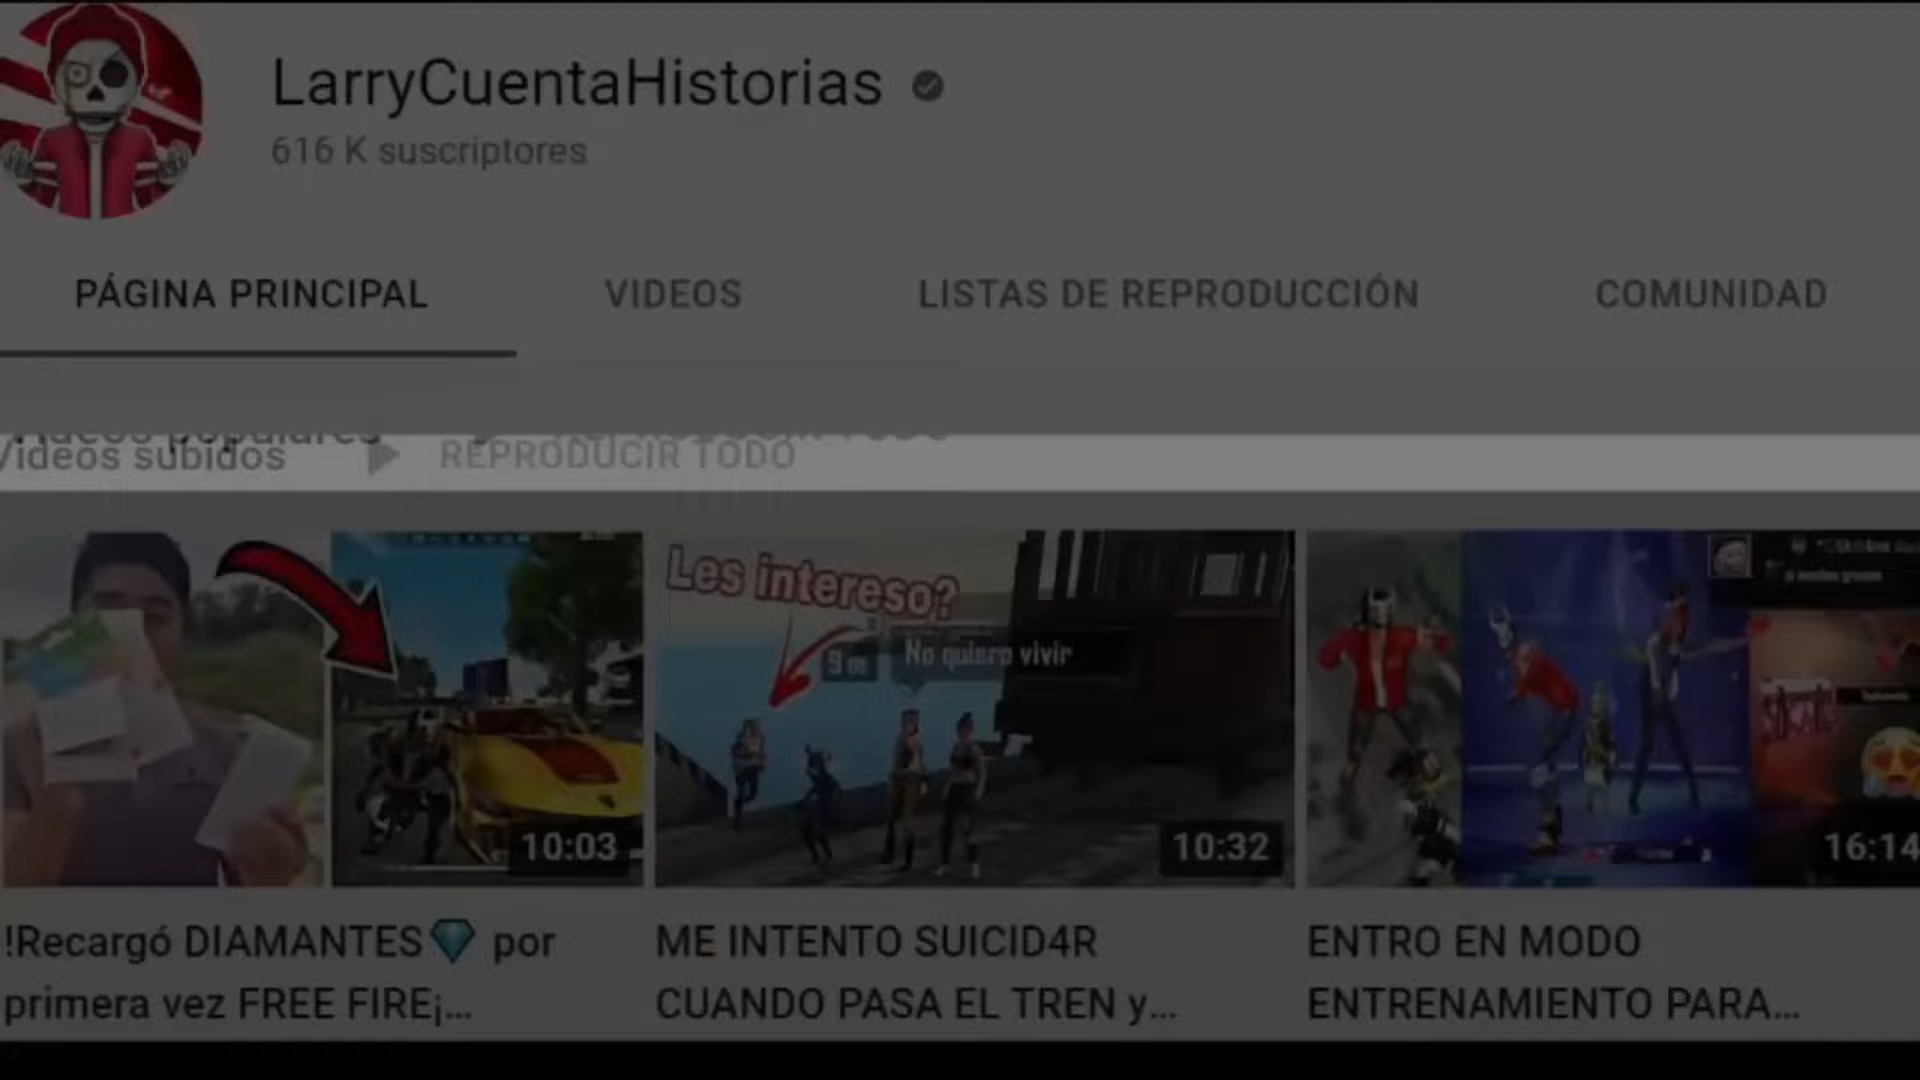 LarryCuentaHistorias
616 K suscriptores
PÁGINA PRINCIPAL VIDEOS LISTAS DE REPRODUCCIÓN COMUNIDAD
Videos populares
Videos subidos REPRODUCIR TODO
Les intereso?
9 m No quiero vivir
10:03 10:32 16:14
!Recargó DIAMANTES💎 por
primera vez FREE FIRE¡...
ME INTENTO SUICID4R
CUANDO PASA EL TREN y...
ENTRO EN MODO
ENTRENAMIENTO PARA...